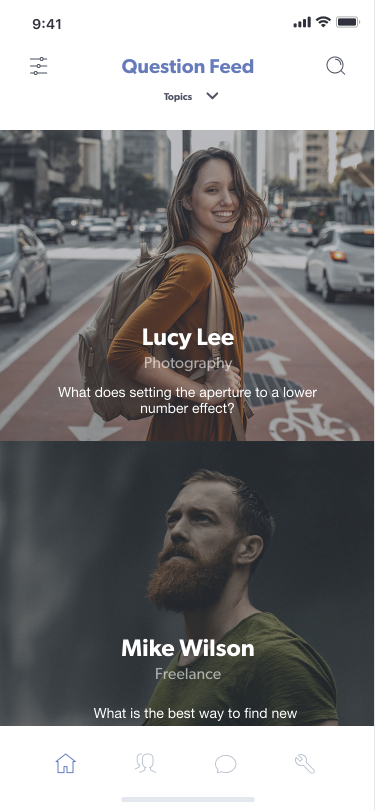 9:41
Question Feed
Topics
Lucy Lee
Photography
What does setting the aperture to a lower
number effect?
Mike Wilson
Freelance
What is the best way to find new